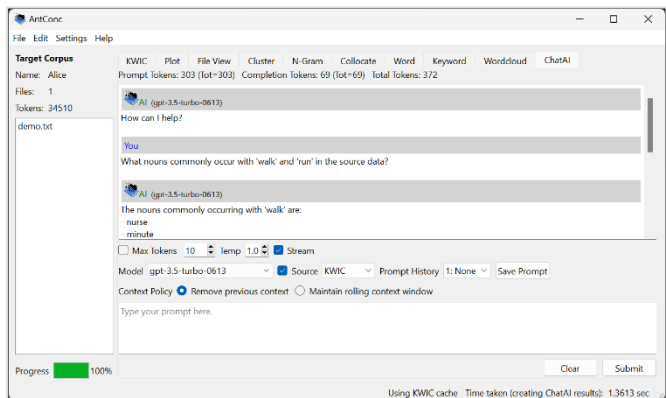 AntConc
File Edit Settings Help
Target Corpus
Name: Alice
Files: 1
Tokens: 34510
demo.txt
Progress 100%
KWIC Plot File View Cluster N-Gram Collocate Word Keyword Wordcloud ChatAI
Prompt Tokens: 303 (Tot=303) Completion Tokens: 69 (Tot=69) Total Tokens: 372
AI (gpt-3.5-turbo-0613)
How can I help?
You
What nouns commonly occur with 'walk' and 'run' in the source data?
AI (gpt-3.5-turbo-0613)
The nouns commonly occurring with 'walk' are:
- nurse
- minute
Max Tokens 10 Temp 1.0 Stream
Model gpt-3.5-turbo-0613 Source KWIC Prompt History 1: None Save Prompt
Context Policy Remove previous context Maintain rolling context window
Type your prompt here.
Clear Submit
Using KWIC cache Time taken (creating ChatAI results): 1.3613 sec